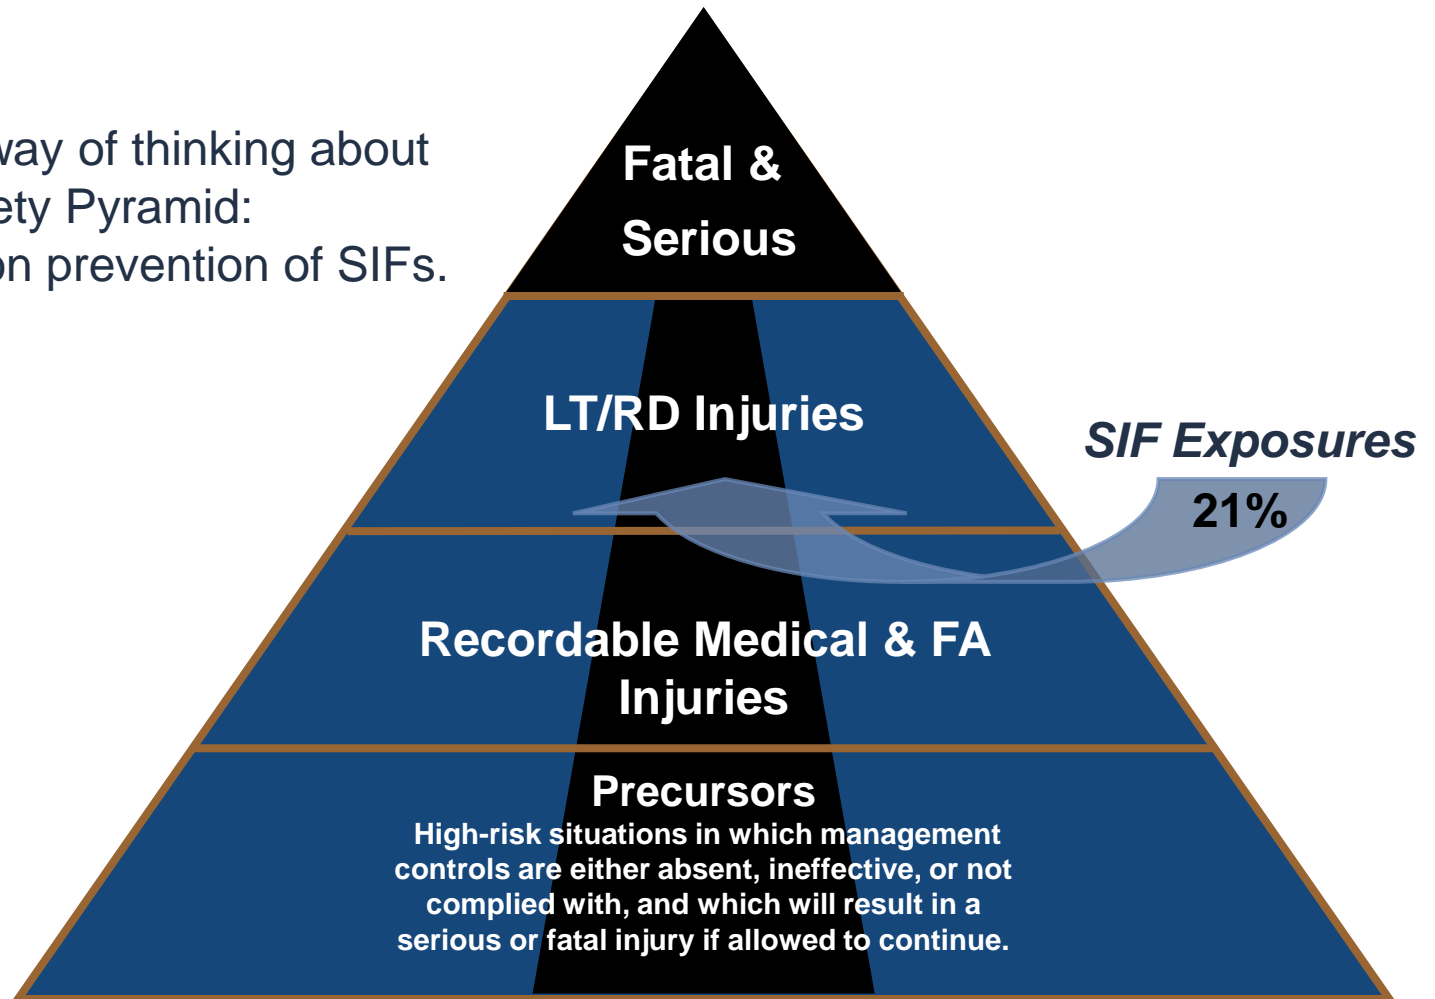 way of thinking about
ety Pyramid:
on prevention of SIFs.
Fatal &
Serious
LT/RD Injuries
SIF Exposures
21%
Recordable Medical & FA
Injuries
Precursors
High-risk situations in which management
controls are either absent, ineffective, or not
complied with, and which will result in a
serious or fatal injury if allowed to continue.